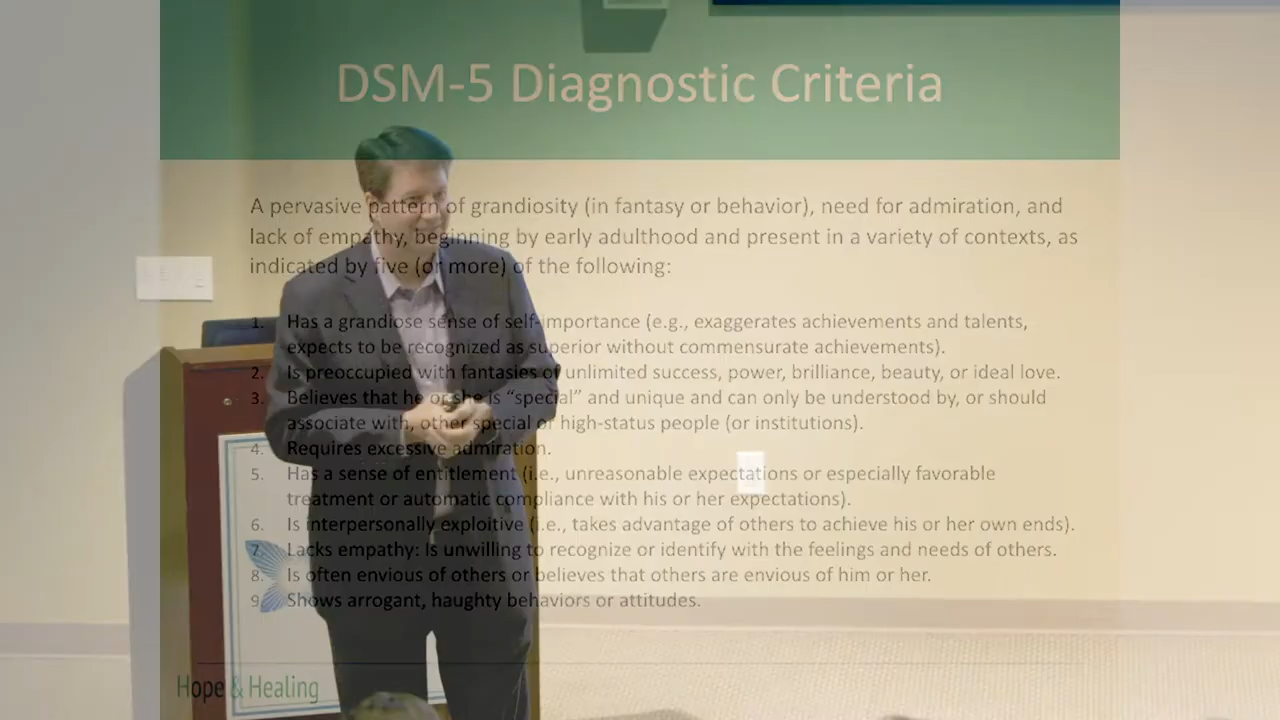 DSM-5 Diagnostic Criteria
A pervasive pattern of grandiosity (in fantasy or behavior), need for admiration, and
lack of empathy, beginning by early adulthood and present in a variety of contexts, as
indicated by five (or more) of the following:
1. Has a grandiose sense of self-importance (e.g., exaggerates achievements and talents,
expects to be recognized as superior without commensurate achievements).
2. Is preoccupied with fantasies of unlimited success, power, brilliance, beauty, or ideal love.
3. Believes that he or she is “special” and unique and can only be understood by, or should
associate with, other special or high-status people (or institutions).
4. Requires excessive admiration.
5. Has a sense of entitlement (i.e., unreasonable expectations or especially favorable
treatment or automatic compliance with his or her expectations).
6. Is interpersonally exploitive (i.e., takes advantage of others to achieve his or her own ends).
7. Lacks empathy: Is unwilling to recognize or identify with the feelings and needs of others.
8. Is often envious of others or believes that others are envious of him or her.
9. Shows arrogant, haughty behaviors or attitudes.
Hope & Healing